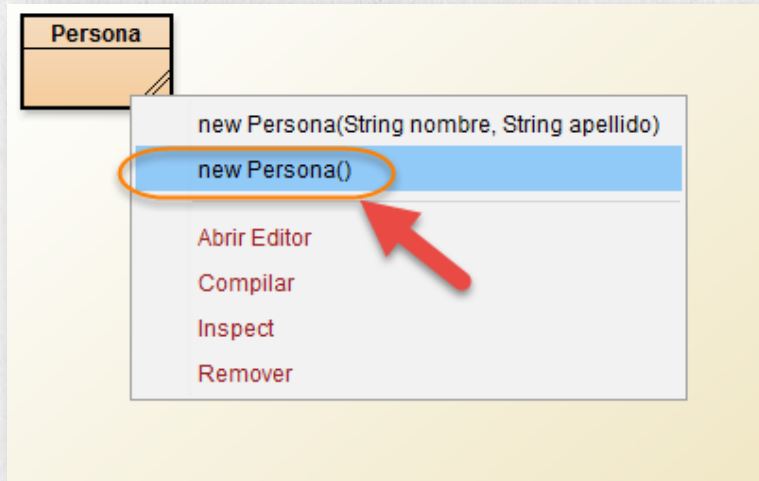 Persona
new Persona(String nombre, String apellido)
new Persona()
Abrir Editor
Compilar
Inspect
Remover